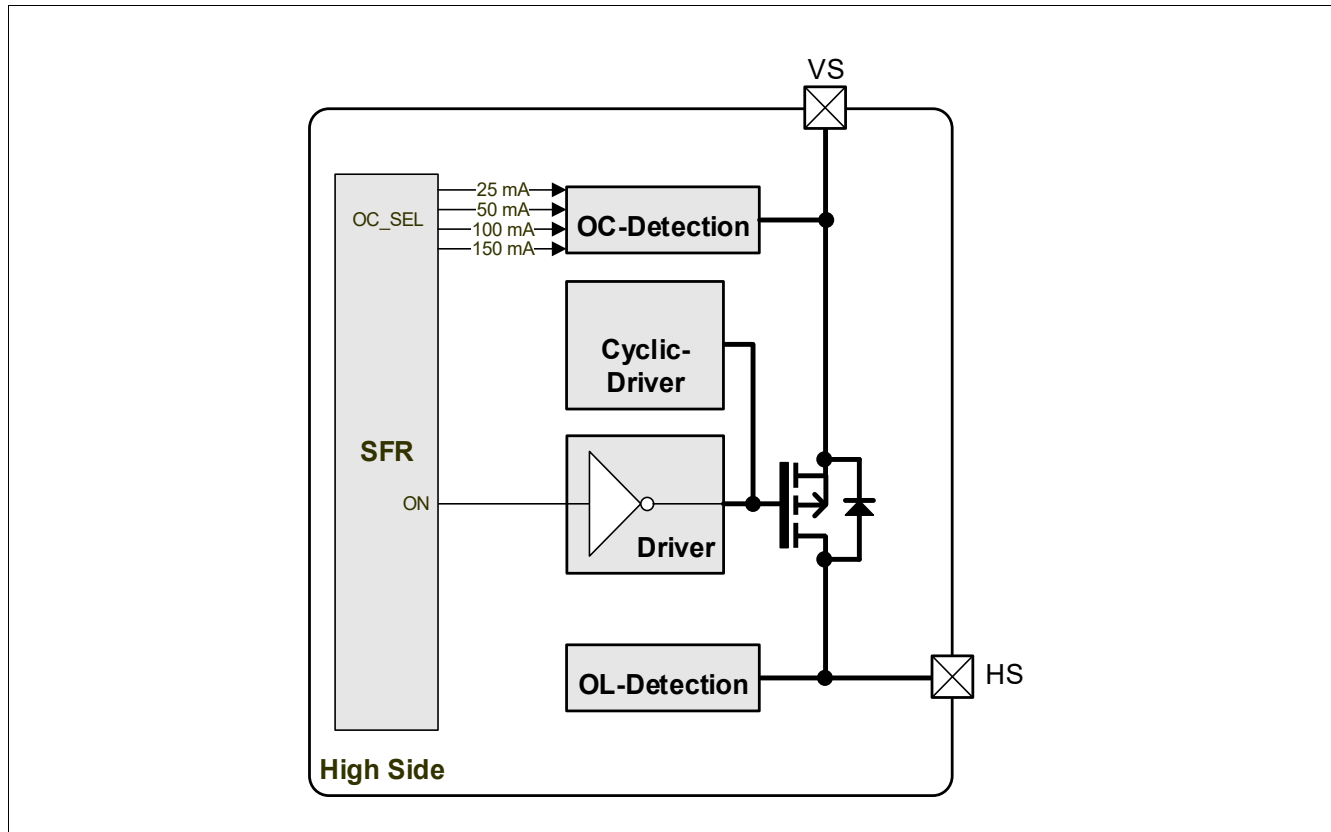 VS
25 mA
50 mA
OC_SEL
100 mA
150 mA
OC-Detection
Cyclic-
Driver
SFR
ON
Driver
OL-Detection
HS
High Side